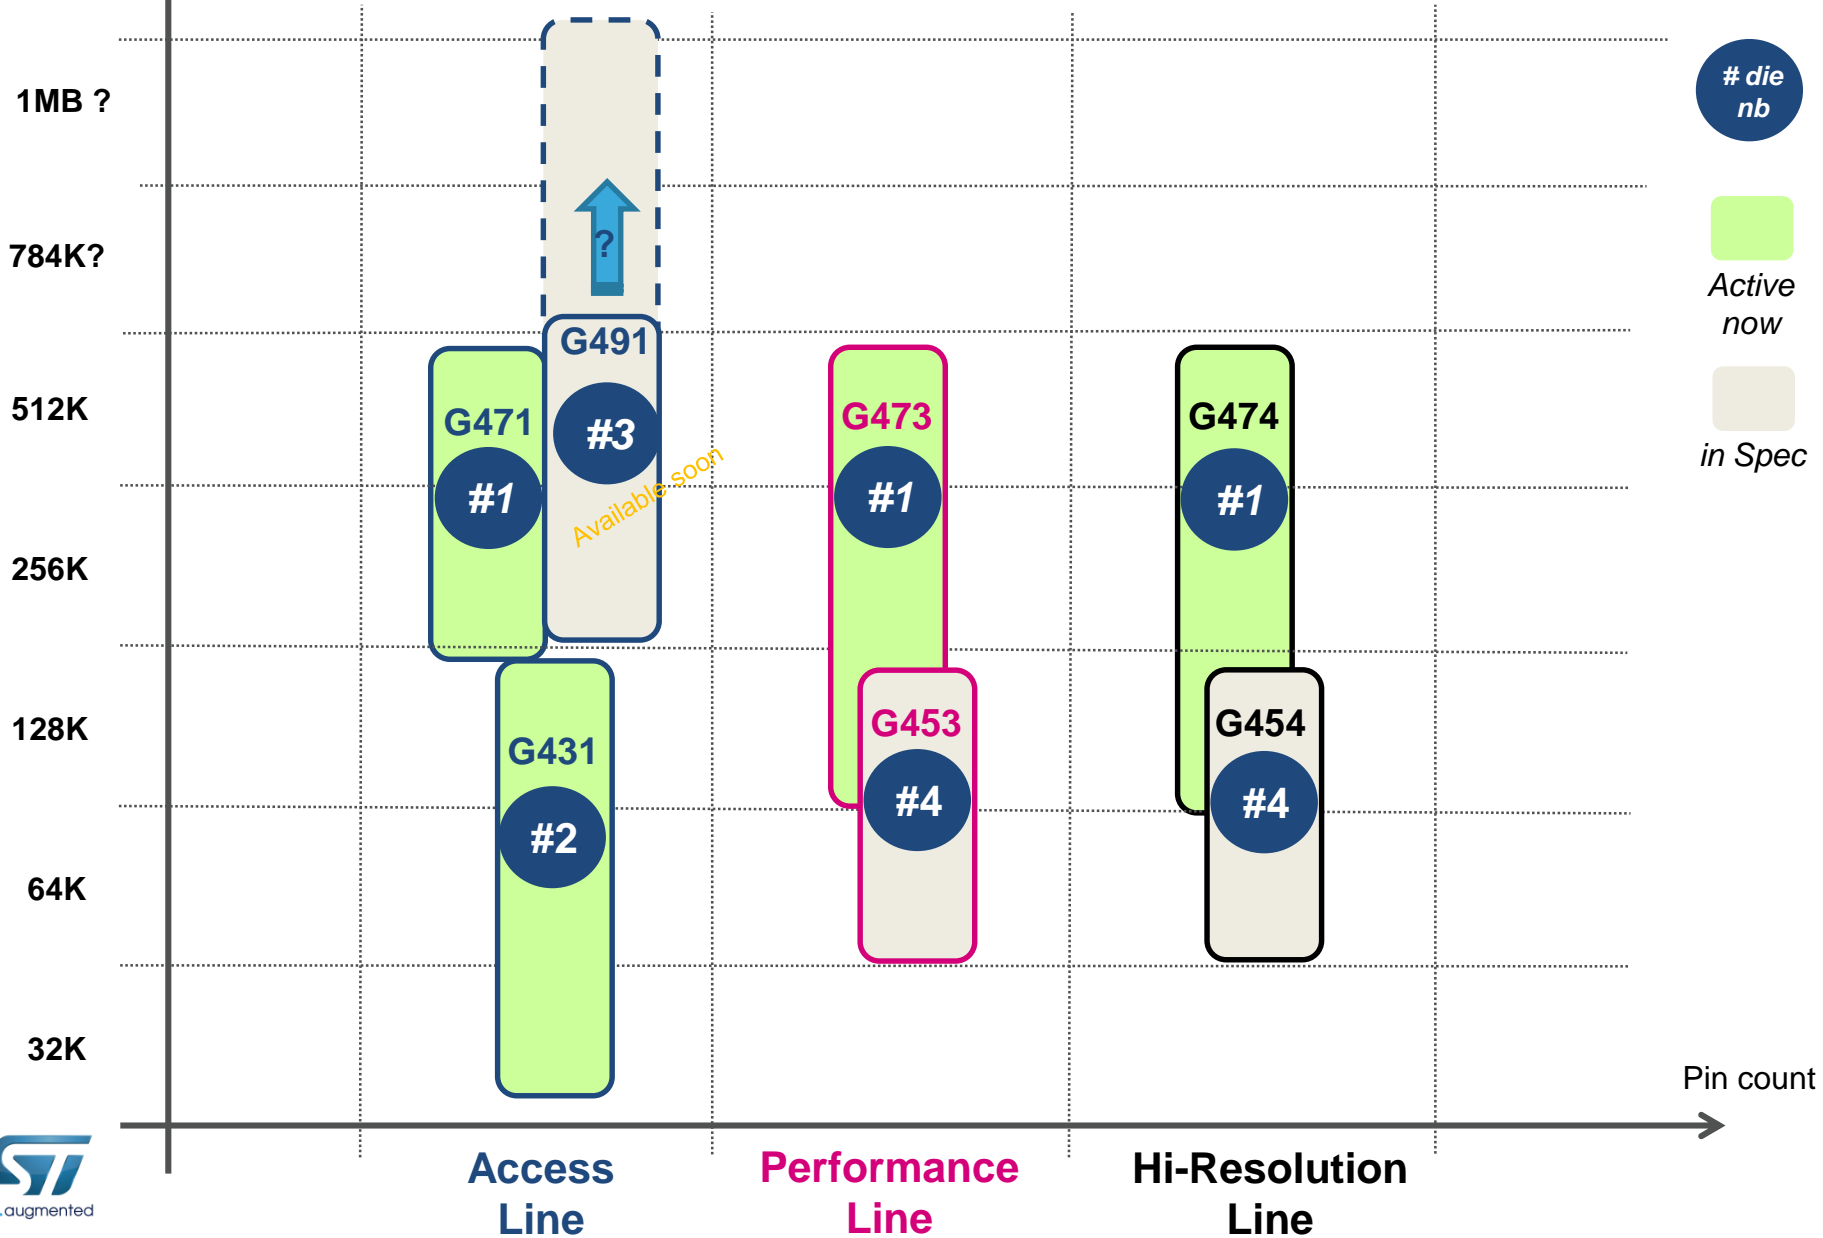 1MB ?
784K?
512K
256K
128K
64K
32K
?
G491
#3
Available soon
G471
#1
G431
#2
G473
#1
G453
#4
G474
#1
G454
#4
# die
nb
Active
now
in Spec
Pin count
Access
Line
Performance
Line
Hi-Resolution
Line
ST
.augmented